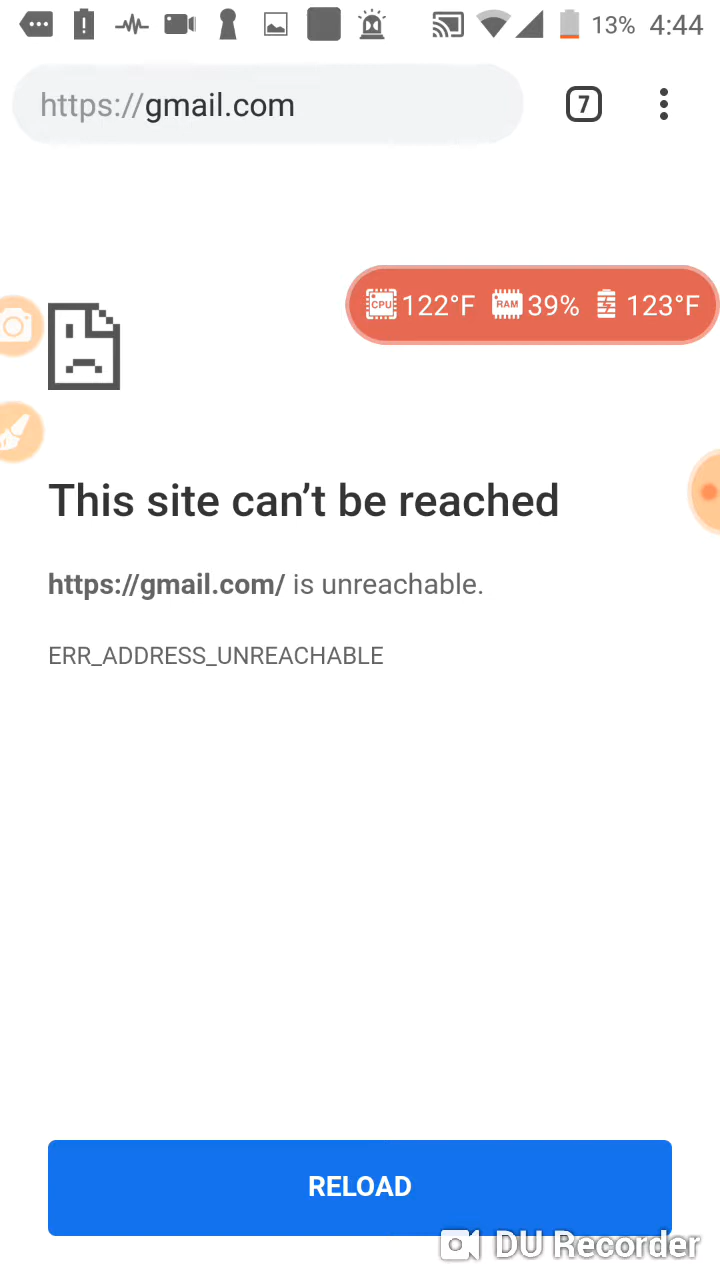 13% 4:44
https://gmail.com 7
CPU 122°F RAM 39% 123°F
This site can’t be reached
https://gmail.com/ is unreachable.
ERR_ADDRESS_UNREACHABLE
RELOAD
DU Recorder